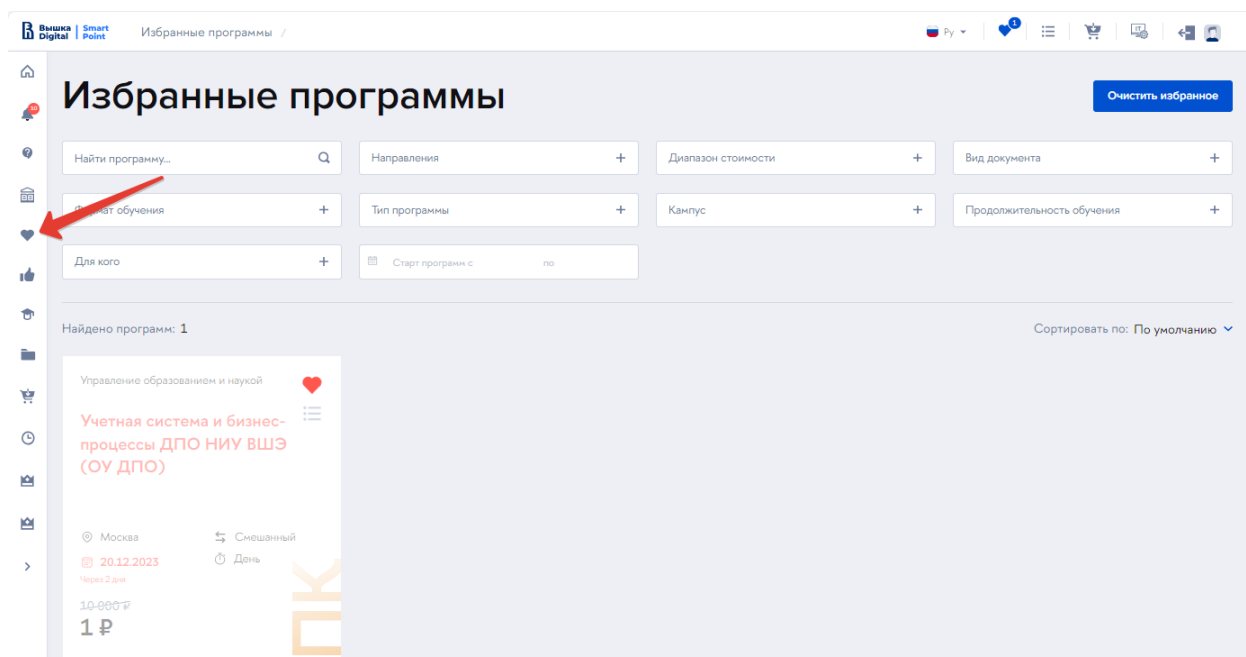 Вышка Digital
Smart Point
Избранные программы /
Ру
1
10
Избранные программы
Очистить избранное
Найти программу...
Направления
Диапазон стоимости
Вид документа
Формат обучения
Тип программы
Кампус
Продолжительность обучения
Для кого
Старт программ с
по
Найдено программ: 1
Сортировать по: По умолчанию
Управление образованием и наукой
Учетная система и бизнес-
процессы ДПО НИУ ВШЭ
(ОУ ДПО)
Москва
Смешанный
20.12.2023
День
Через 2 дня
10 000 ₽
1 ₽
ПК